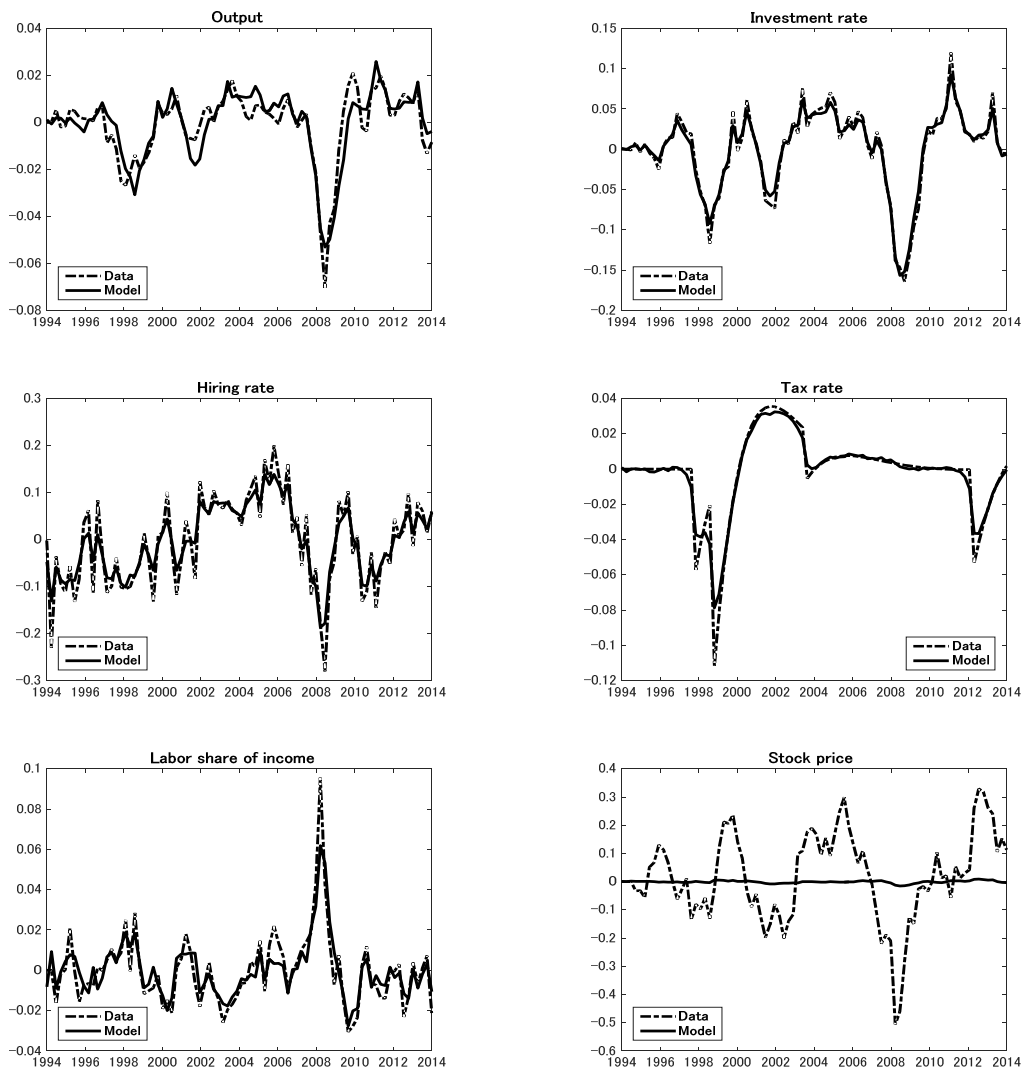 Output
0.04
0.02
0
−0.02
−0.04
−0.06
−0.08
Data
Model
1994 1996 1998 2000 2002 2004 2006 2008 2010 2012 2014
Investment rate
0.15
0.1
0.05
0
−0.05
−0.1
−0.15
−0.2
Data
Model
1994 1996 1998 2000 2002 2004 2006 2008 2010 2012 2014
Hiring rate
0.3
0.2
0.1
0
−0.1
−0.2
−0.3
Data
Model
1994 1996 1998 2000 2002 2004 2006 2008 2010 2012 2014
Tax rate
0.04
0.02
0
−0.02
−0.04
−0.06
−0.08
−0.1
−0.12
Data
Model
1994 1996 1998 2000 2002 2004 2006 2008 2010 2012 2014
Labor share of income
0.1
0.08
0.06
0.04
0.02
0
−0.02
−0.04
Data
Model
1994 1996 1998 2000 2002 2004 2006 2008 2010 2012 2014
Stock price
0.4
0.3
0.2
0.1
0
−0.1
−0.2
−0.3
−0.4
−0.5
−0.6
Data
Model
1994 1996 1998 2000 2002 2004 2006 2008 2010 2012 2014